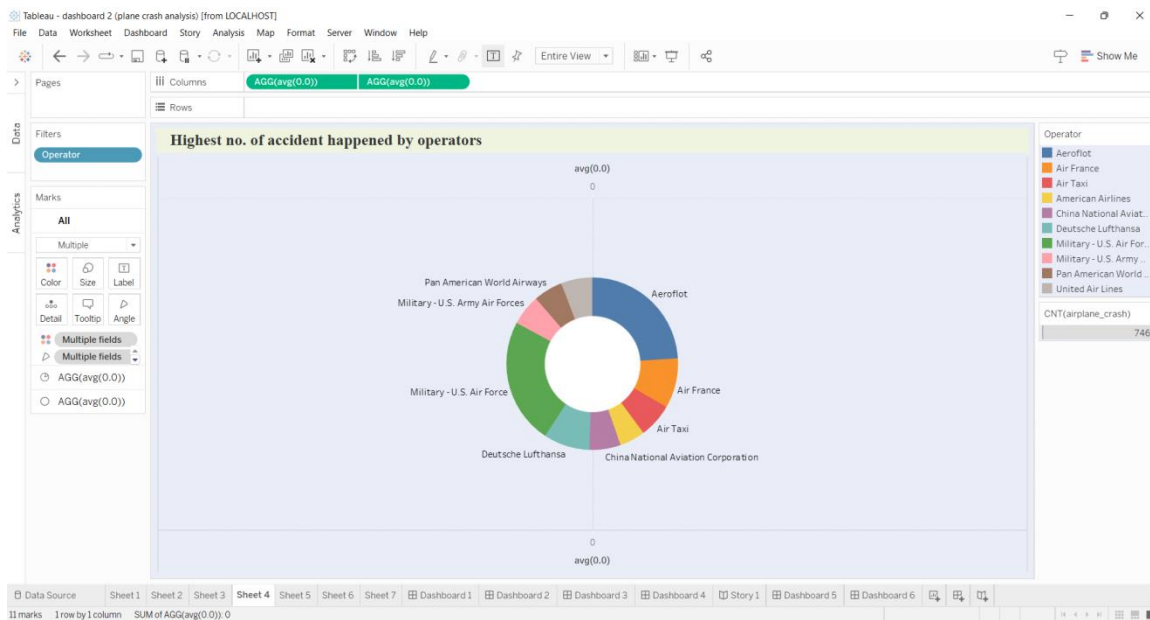 Tableau - dashboard 2 (plane crash analysis) [from LOCALHOST]
File Data Worksheet Dashboard Story Analysis Map Format Server Window Help
Entire View
Show Me
Pages
Columns
AGG(avg(0.0)) AGG(avg(0.0))
Rows
Data
Analytics
Filters
Operator
Marks
All
Multiple
Color Size Label
Detail Tooltip Angle
Multiple fields
Multiple fields
AGG(avg(0.0))
AGG(avg(0.0))
Highest no. of accident happened by operators
avg(0.0)
0
Pan American World Airways
Aeroflot
Military - U.S. Army Air Forces
Air France
Military - U.S. Air Force
Air Taxi
Deutsche Lufthansa
China National Aviation Corporation
0
avg(0.0)
Operator
Aeroflot
Air France
Air Taxi
American Airlines
China National Aviat..
Deutsche Lufthansa
Military - U.S. Air For..
Military - U.S. Army ..
Pan American World ..
United Air Lines
CNT(airplane_crash)
746
Data Source Sheet 1 Sheet 2 Sheet 3 Sheet 4 Sheet 5 Sheet 6 Sheet 7 Dashboard 1 Dashboard 2 Dashboard 3 Dashboard 4 Story 1 Dashboard 5 Dashboard 6
11 marks 1 row by 1 column SUM of AGG(avg(0.0)): 0